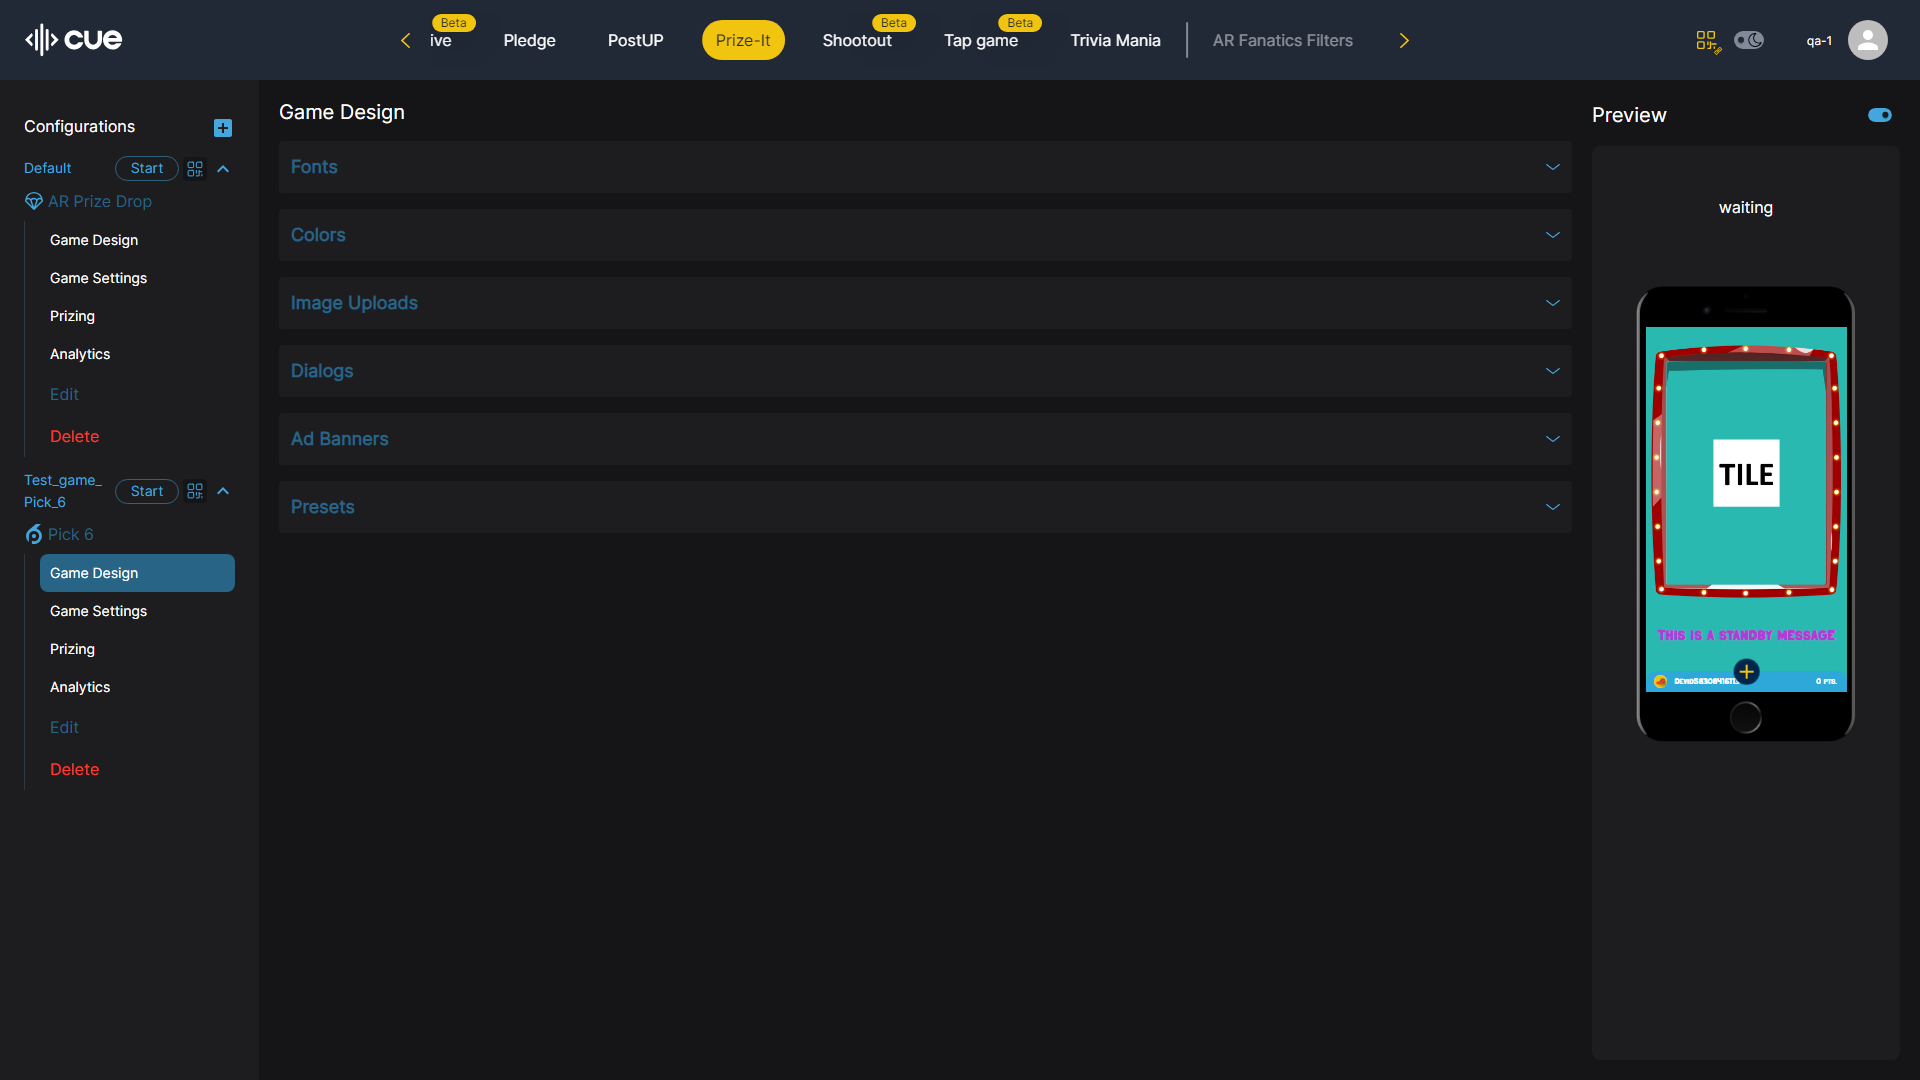 cue
ive
Beta
Pledge
PostUP
Prize-It
Shootout
Beta
Tap game
Beta
Trivia Mania
AR Fanatics Filters
qa-1
Configurations
Default
Start
AR Prize Drop
Game Design
Game Settings
Prizing
Analytics
Edit
Delete
Test_game_
Pick_6
Start
Pick 6
Game Design
Game Settings
Prizing
Analytics
Edit
Delete
Game Design
Fonts
Colors
Image Uploads
Dialogs
Ad Banners
Presets
Preview
waiting
TILE
THIS IS A STANDBY MESSAGE
0 PTS.